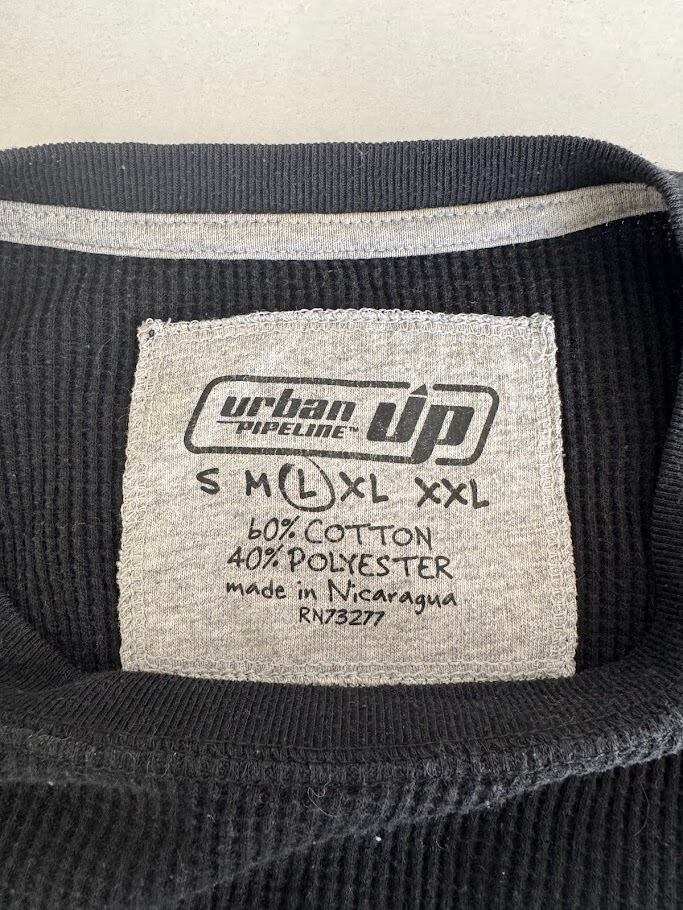 urban UP
PIPELINE™
S M L XL XXL
60% COTTON
40% POLYESTER
made in Nicaragua
RN73277